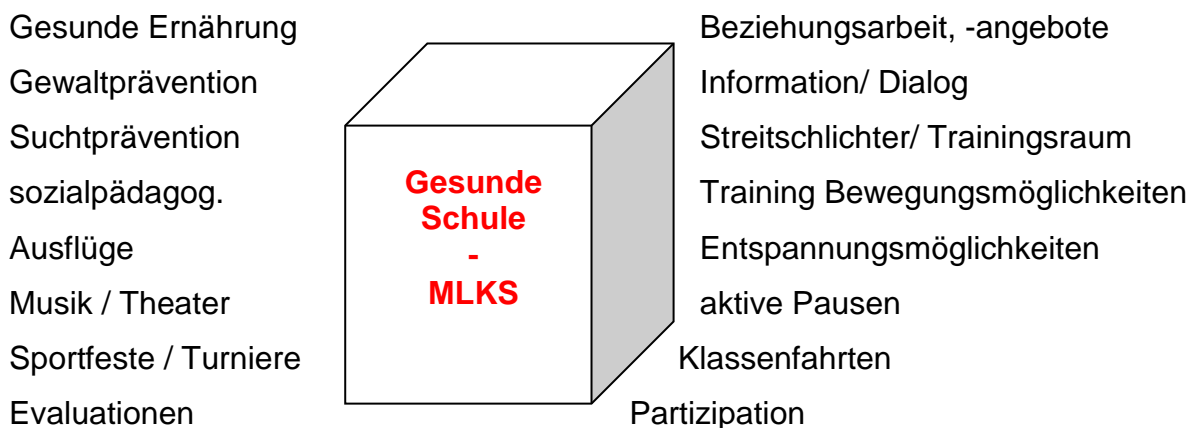 Gesunde Ernährung
Gewaltprävention
Suchtprävention
sozialpädagog.
Ausflüge
Musik / Theater
Sportfeste / Turniere
Evaluationen
Gesunde
Schule
-
MLKS
Beziehungsarbeit, -angebote
Information/ Dialog
Streitschlichter/ Trainingsraum
Training Bewegungsmöglichkeiten
Entspannungsmöglichkeiten
aktive Pausen
Klassenfahrten
Partizipation